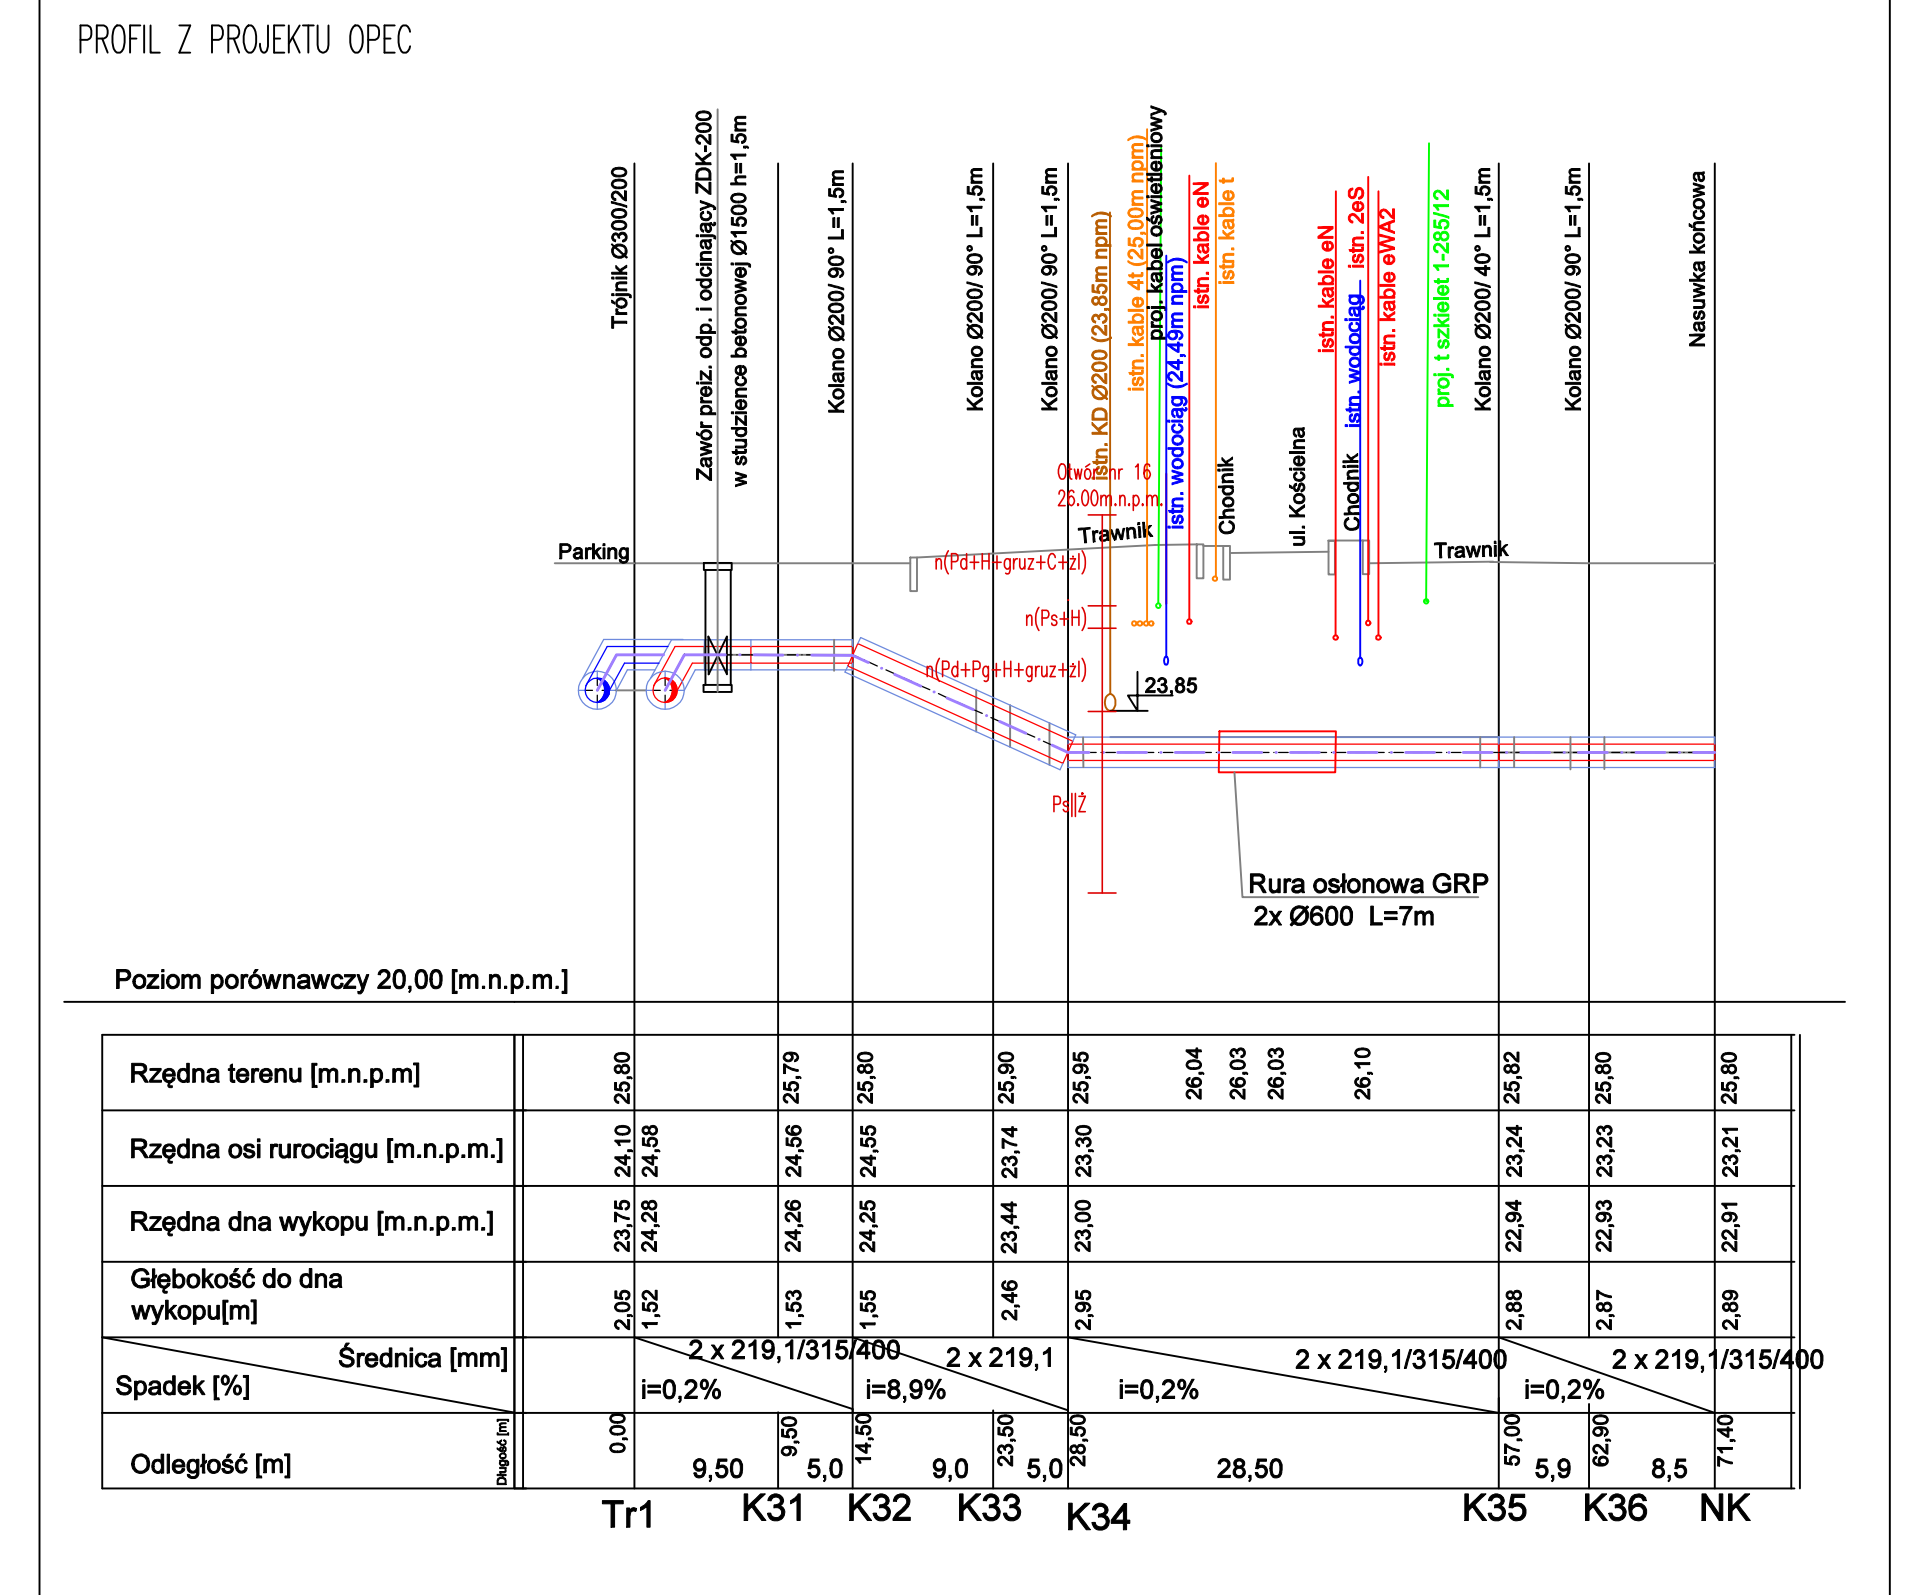 PROFIL Z PROJEKTU OPEC
Trójnik Ø300/200
Zawór preiz. odp. i odcinający ZDK-200
w studzience betonowej Ø1500 h=1,5m
Kolano Ø200/ 90° L=1,5m
Kolano Ø200/ 90° L=1,5m
Kolano Ø200/ 90° L=1,5m
istn. KD Ø200 (23,85m npm)
istn. kable 4t (25,00m npm)
proj. kabel oświetleniowy
istn. wodociąg (24,49m npm)
istn. kable eN
istn. kable t
Chodnik
ul. Kościelna
istn. kable eN
istn. wodociąg
Chodnik
istn. 2eS
istn. kable eWA2
proj. t szkielet 1-285/12
Kolano Ø200/ 40° L=1,5m
Kolano Ø200/ 90° L=1,5m
Nasuwka końcowa
Otwór nr 16
26.00m.n.p.m.
Parking
Trawnik
Trawnik
n(Pd+H+gruz+C+żl)
n(Ps+H)
n(Pd+Pg+H+gruz+żl)
23,85
Ps||Ż
Rura osłonowa GRP
2x Ø600 L=7m
Poziom porównawczy 20,00 [m.n.p.m.]
Rzędna terenu [m.n.p.m] 25,80 25,79 25,80 25,90 25,95 26,04 26,03 26,03 26,10 25,82 25,80 25,80
Rzędna osi rurociągu [m.n.p.m.] 24,10 24,58 24,56 24,55 23,74 23,30 23,24 23,23 23,21
Rzędna dna wykopu [m.n.p.m.] 23,75 24,28 24,26 24,25 23,44 23,00 22,94 22,93 22,91
Głębokość do dna
wykopu[m] 2,05 1,52 1,53 1,55 2,46 2,95 2,88 2,87 2,89
Średnica [mm] 2 x 219,1/315/400 2 x 219,1 2 x 219,1/315/400 2 x 219,1/315/400
Spadek [%] i=0,2% i=8,9% i=0,2% i=0,2%
Długość [m] 0,00 9,50 14,50 23,50 28,50 57,00 62,90 71,40
Odległość [m] 9,50 5,0 9,0 5,0 28,50 5,9 8,5
Tr1 K31 K32 K33 K34 K35 K36 NK